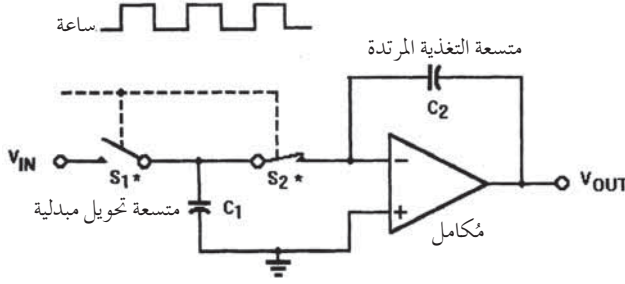 ساعة
متسعة التغذية المرتدة
C2
VIN
S1*
S2*
VOUT
متسعة تحويل مبدلية
C1
مُكامل